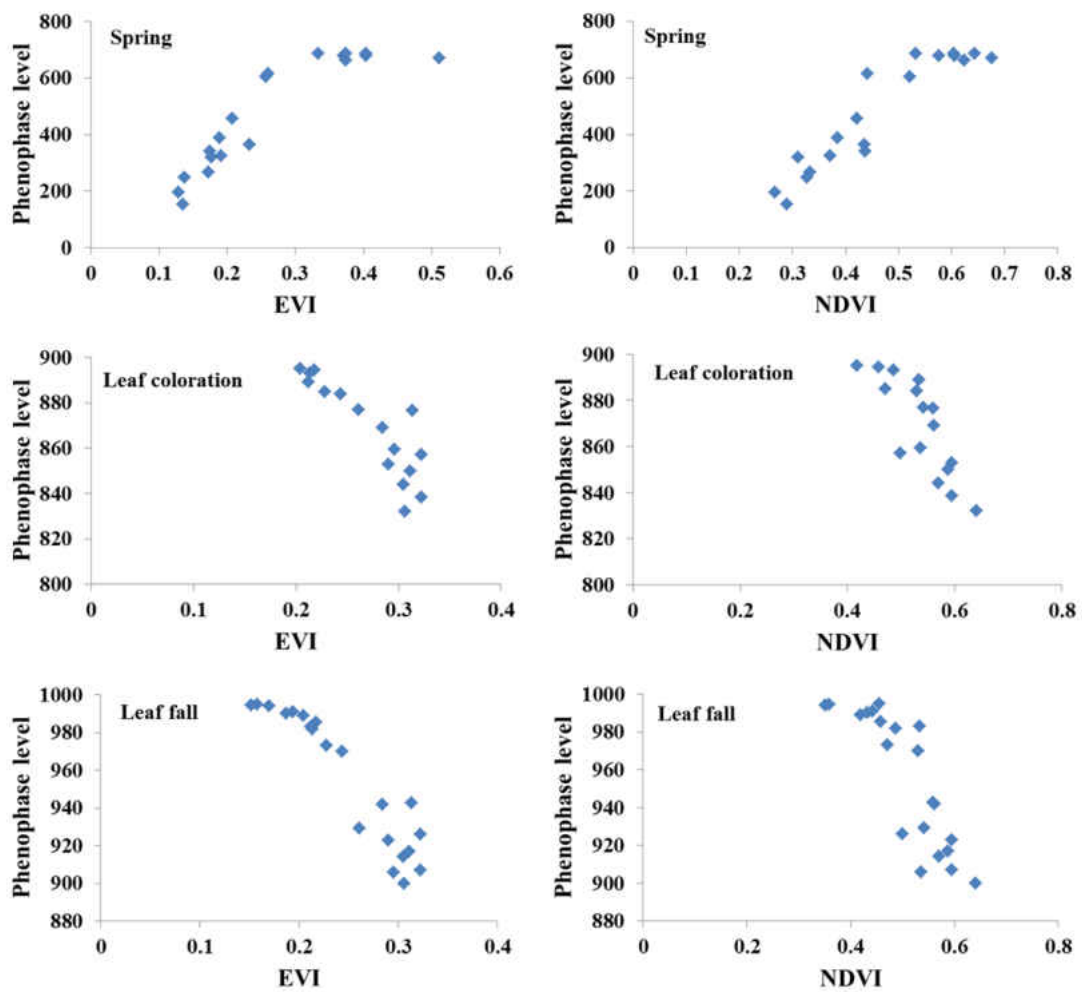 Spring
Phenophase level
800
600
400
200
0
0 0.1 0.2 0.3 0.4 0.5 0.6
EVI
Spring
Phenophase level
800
600
400
200
0
0 0.1 0.2 0.3 0.4 0.5 0.6 0.7 0.8
NDVI
Leaf coloration
Phenophase level
900
880
860
840
820
800
0 0.1 0.2 0.3 0.4
EVI
Leaf coloration
Phenophase level
900
880
860
840
820
800
0 0.2 0.4 0.6 0.8
NDVI
Leaf fall
Phenophase level
1000
980
960
940
920
900
880
0 0.1 0.2 0.3 0.4
EVI
Leaf fall
Phenophase level
1000
980
960
940
920
900
880
0 0.2 0.4 0.6 0.8
NDVI